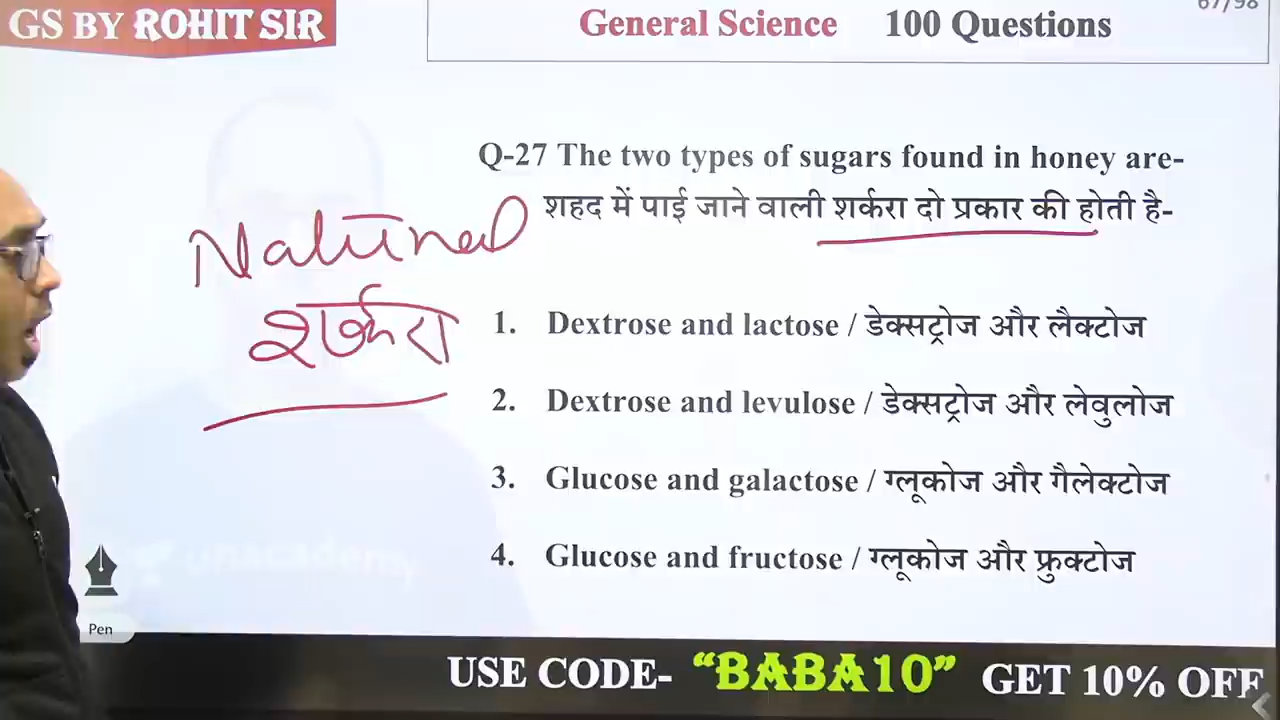 GS BY ROHIT SIR
General Science 100 Questions
67/98
Q-27 The two types of sugars found in honey are-
शहद में पाई जाने वाली शर्करा दो प्रकार की होती है-
Natural
शर्करा
1. Dextrose and lactose / डेक्सट्रोज और लैक्टोज
2. Dextrose and levulose / डेक्सट्रोज और लेवुलोज
3. Glucose and galactose / ग्लूकोज और गैलेक्टोज
4. Glucose and fructose / ग्लूकोज और फ्रुक्टोज
unacademy
Pen
USE CODE- “BABA10” GET 10% OFF